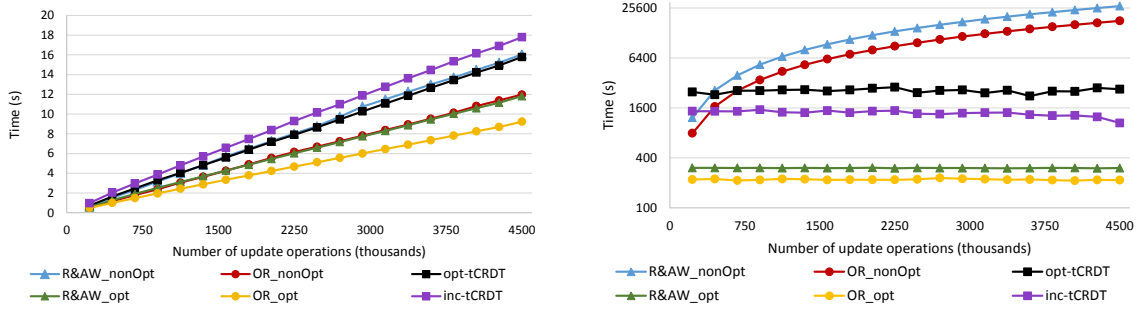 Time (s)
20
18
16
14
12
10
8
6
4
2
0
0 750 1500 2250 3000 3750 4500
Number of update operations (thousands)
R&AW_nonOpt OR_nonOpt opt-tCRDT
R&AW_opt OR_opt inc-tCRDT
Time (s)
25600
6400
1600
400
100
0 750 1500 2250 3000 3750 4500
Number of update operations (thousands)
R&AW_nonOpt OR_nonOpt opt-tCRDT
R&AW_opt OR_opt inc-tCRDT